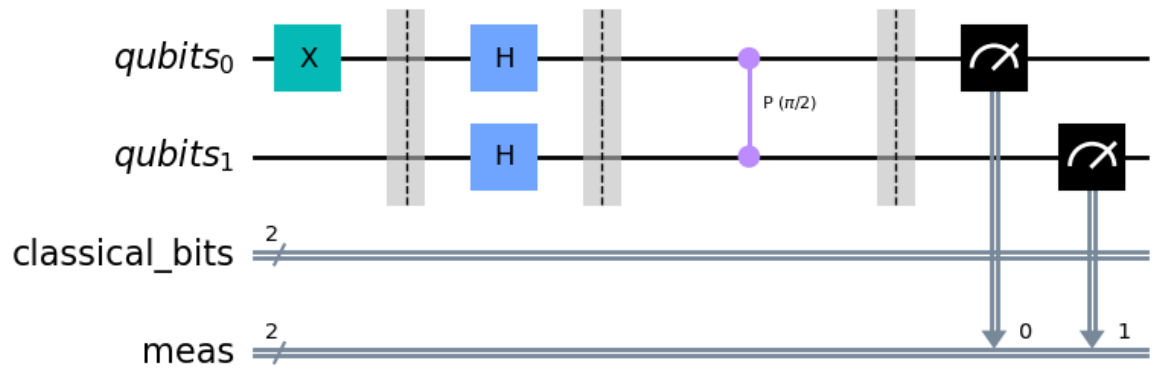 qubits₀ X H
P (π/2)
qubits₁ H
2
classical_bits
2
meas 0 1